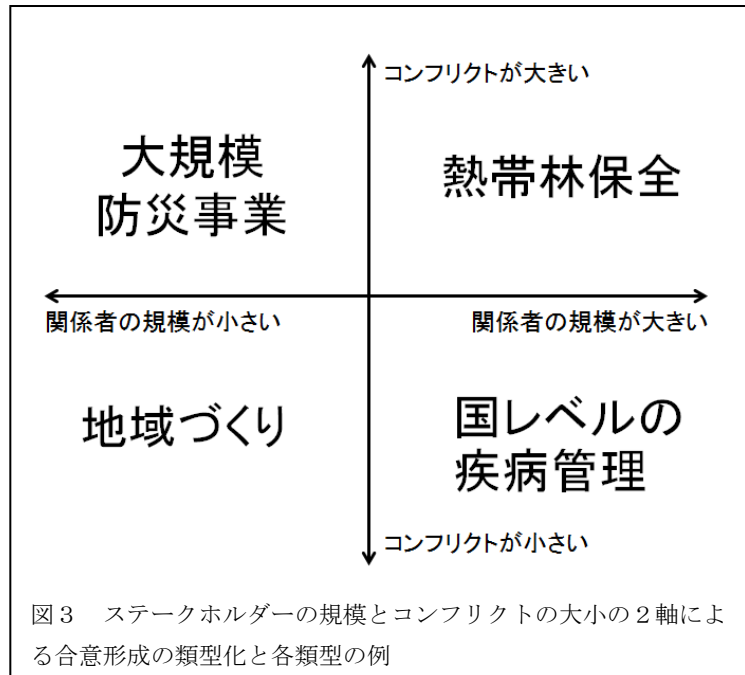 コンフリクトが大きい
大規模
防災事業
熱帯林保全
関係者の規模が小さい
関係者の規模が大きい
地域づくり
国レベルの
疾病管理
コンフリクトが小さい
図3　ステークホルダーの規模とコンフリクトの大小の2軸によ
る合意形成の類型化と各類型の例